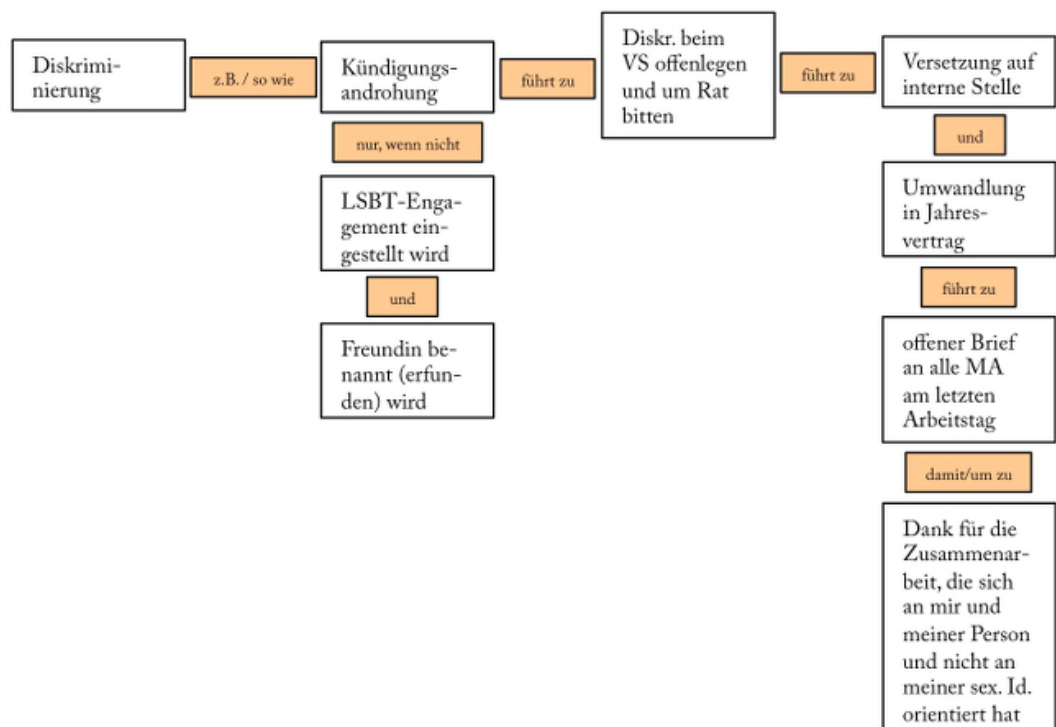 Diskrimi-
nierung
z.B. / so wie
Kündigungs-
androhung
führt zu
Diskr. beim
VS offenlegen
und um Rat
bitten
führt zu
Versetzung auf
interne Stelle
nur, wenn nicht
LSBT-Enga-
gement ein-
gestellt wird
und
Freundin be-
nannt (erfun-
den) wird
und
Umwandlung
in Jahres-
vertrag
führt zu
offener Brief
an alle MA
am letzten
Arbeitstag
damit/um zu
Dank für die
Zusammenar-
beit, die sich
an mir und
meiner Person
und nicht an
meiner sex. Id.
orientiert hat